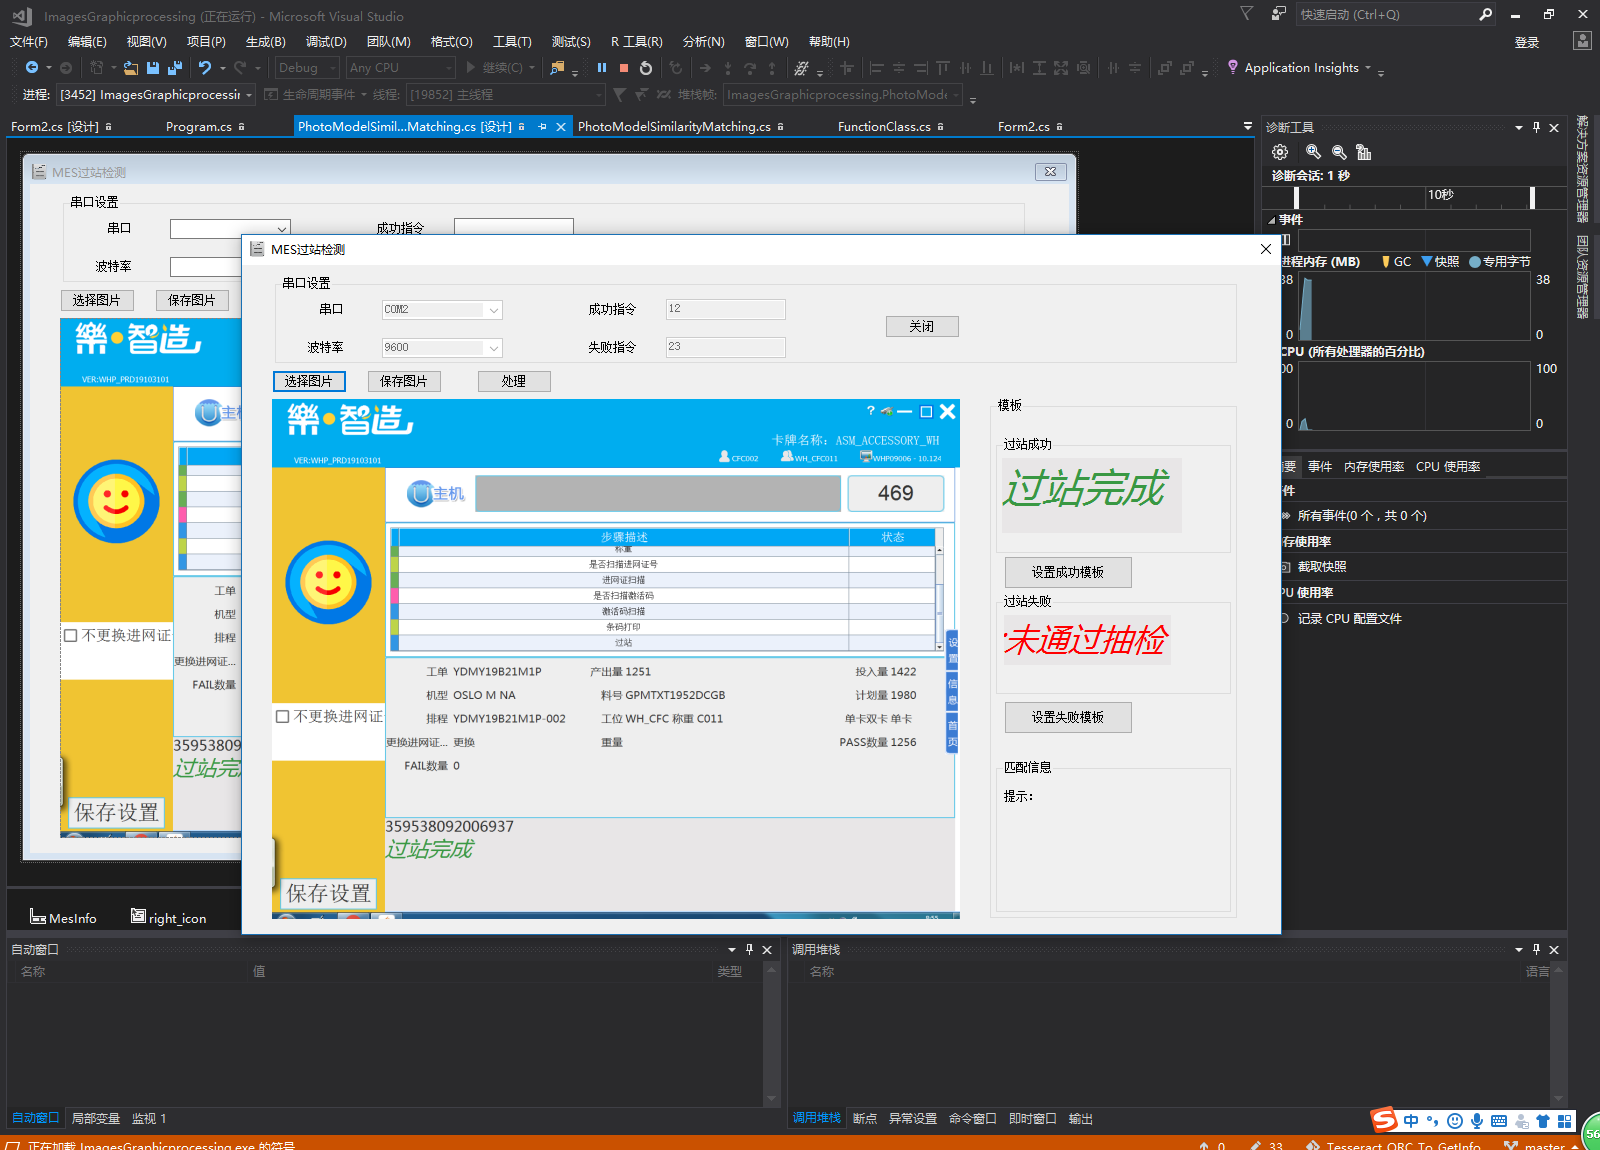 ImagesGraphicprocessing (正在运行) - Microsoft Visual Studio
快速启动 (Ctrl+Q)
文件(F) 编辑(E) 视图(V) 项目(P) 生成(B) 调试(D) 团队(M) 格式(O) 工具(T) 测试(S) R 工具(R) 分析(N) 窗口(W) 帮助(H)
登录
Debug Any CPU 继续(C) Application Insights
进程: [3452] ImagesGraphicprocessin 生命周期事件 线程: [19852] 主线程 堆栈帧: ImagesGraphicprocessing.PhotoMode
Form2.cs [设计] Program.cs PhotoModelSimil...Matching.cs [设计] PhotoModelSimilarityMatching.cs FunctionClass.cs Form2.cs
诊断工具
解决方案资源管理器
团队资源管理器
诊断会话: 1 秒
10秒
事件
进程内存 (MB) GC 快照 专用字节
38 38
0 0
CPU (所有处理器的百分比)
00 100
0 0
要 事件 内存使用率 CPU 使用率
件
所有事件(0 个，共 0 个)
存使用率
截取快照
PU 使用率
记录 CPU 配置文件
MES过站检测
串口设置
串口
成功指令
波特率
选择图片 保存图片
樂·智造
VER:WHP_PRD19103101
主机
工单
机型
不更换进网证
排程
更换进网证...
FAIL数量
3595380
过站完
保存设置
MES过站检测
串口设置
串口 COM2 成功指令 12
关闭
波特率 9600 失败指令 23
选择图片 保存图片 处理
樂·智造
?
卡牌名称: ASM_ACCESSORY_WH
VER:WHP_PRD19103101
CFC002 WH_CFC011 WHP09006 - 10.124
主机 469
步骤描述 状态
称重
是否扫描进网证号
进网证扫描
是否扫描激活码
激活码扫描
条码打印
过站
设置
信息
首页
工单 YDMY19B21M1P 产出量 1251 投入量 1422
机型 OSLO M NA 料号 GPMTXT1952DCGB 计划量 1980
不更换进网证
排程 YDMY19B21M1P-002 工位 WH_CFC 称重 C011 单卡双卡 单卡
更换进网证... 更换 重量 PASS数量 1256
FAIL数量 0
359538092006937
过站完成
保存设置
模板
过站成功
过站完成
设置成功模板
过站失败
未通过抽检
设置失败模板
匹配信息
提示：
MesInfo right_icon
自动窗口
名称 值 类型
调用堆栈
名称 语言
自动窗口 局部变量 监视 1
调用堆栈 断点 异常设置 命令窗口 即时窗口 输出
中
56
正在加载 ImagesGraphicprocessing.exe 的符号
0 33 Tesseract_ORC_To_GetInfo master